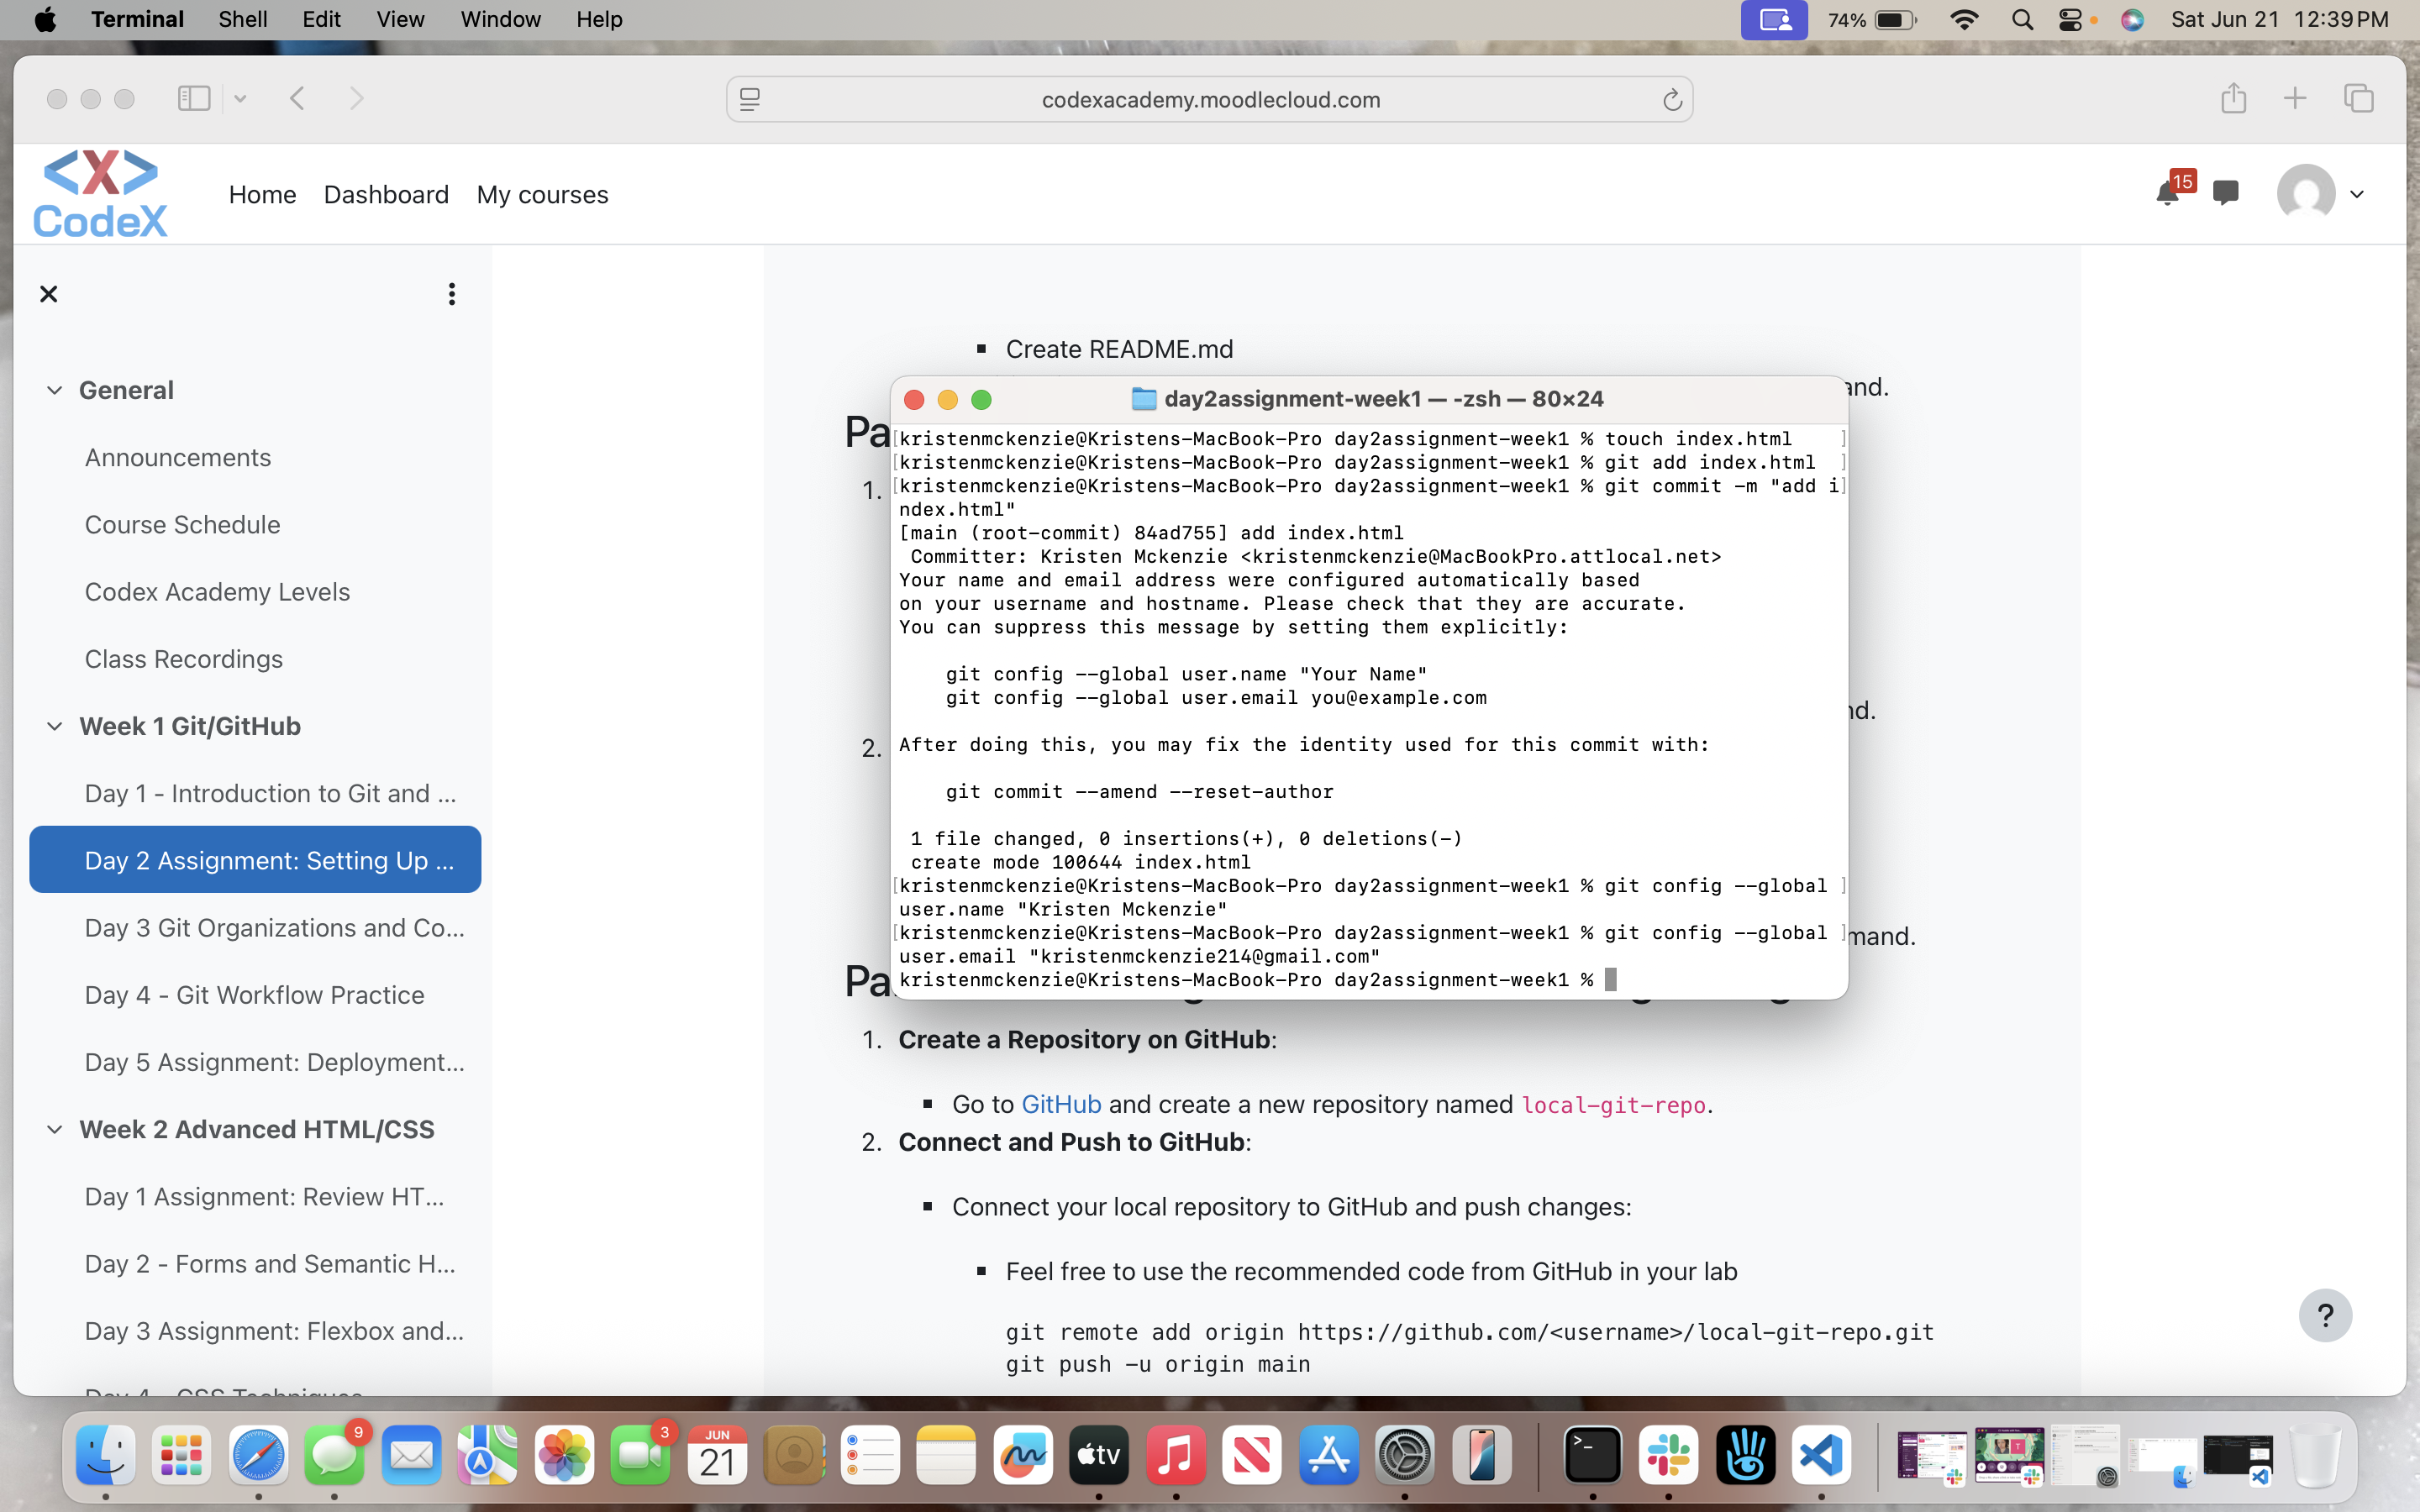 Terminal Shell Edit View Window Help 74% Sat Jun 21 12:39 PM
codexacademy.moodlecloud.com
<X>
CodeX
Home Dashboard My courses 15
General
Announcements
Course Schedule
Codex Academy Levels
Class Recordings
Week 1 Git/GitHub
Day 1 - Introduction to Git and ...
Day 2 Assignment: Setting Up ...
Day 3 Git Organizations and Co...
Day 4 - Git Workflow Practice
Day 5 Assignment: Deployment...
Week 2 Advanced HTML/CSS
Day 1 Assignment: Review HT...
Day 2 - Forms and Semantic H...
Day 3 Assignment: Flexbox and...
Create README.md
and.
Pa
1.
nd.
2.
mand.
Pa
day2assignment-week1 — -zsh — 80×24
kristenmckenzie@Kristens-MacBook-Pro day2assignment-week1 % touch index.html
kristenmckenzie@Kristens-MacBook-Pro day2assignment-week1 % git add index.html
kristenmckenzie@Kristens-MacBook-Pro day2assignment-week1 % git commit -m "add i
ndex.html"
[main (root-commit) 84ad755] add index.html
Committer: Kristen Mckenzie <kristenmckenzie@MacBookPro.attlocal.net>
Your name and email address were configured automatically based
on your username and hostname. Please check that they are accurate.
You can suppress this message by setting them explicitly:
git config --global user.name "Your Name"
git config --global user.email you@example.com
After doing this, you may fix the identity used for this commit with:
git commit --amend --reset-author
1 file changed, 0 insertions(+), 0 deletions(-)
create mode 100644 index.html
kristenmckenzie@Kristens-MacBook-Pro day2assignment-week1 % git config --global
user.name "Kristen Mckenzie"
kristenmckenzie@Kristens-MacBook-Pro day2assignment-week1 % git config --global
user.email "kristenmckenzie214@gmail.com"
kristenmckenzie@Kristens-MacBook-Pro day2assignment-week1 %
1. Create a Repository on GitHub:
Go to GitHub and create a new repository named local-git-repo.
2. Connect and Push to GitHub:
Connect your local repository to GitHub and push changes:
Feel free to use the recommended code from GitHub in your lab
git remote add origin https://github.com/<username>/local-git-repo.git
git push -u origin main
?
9 3 JUN 21 tv